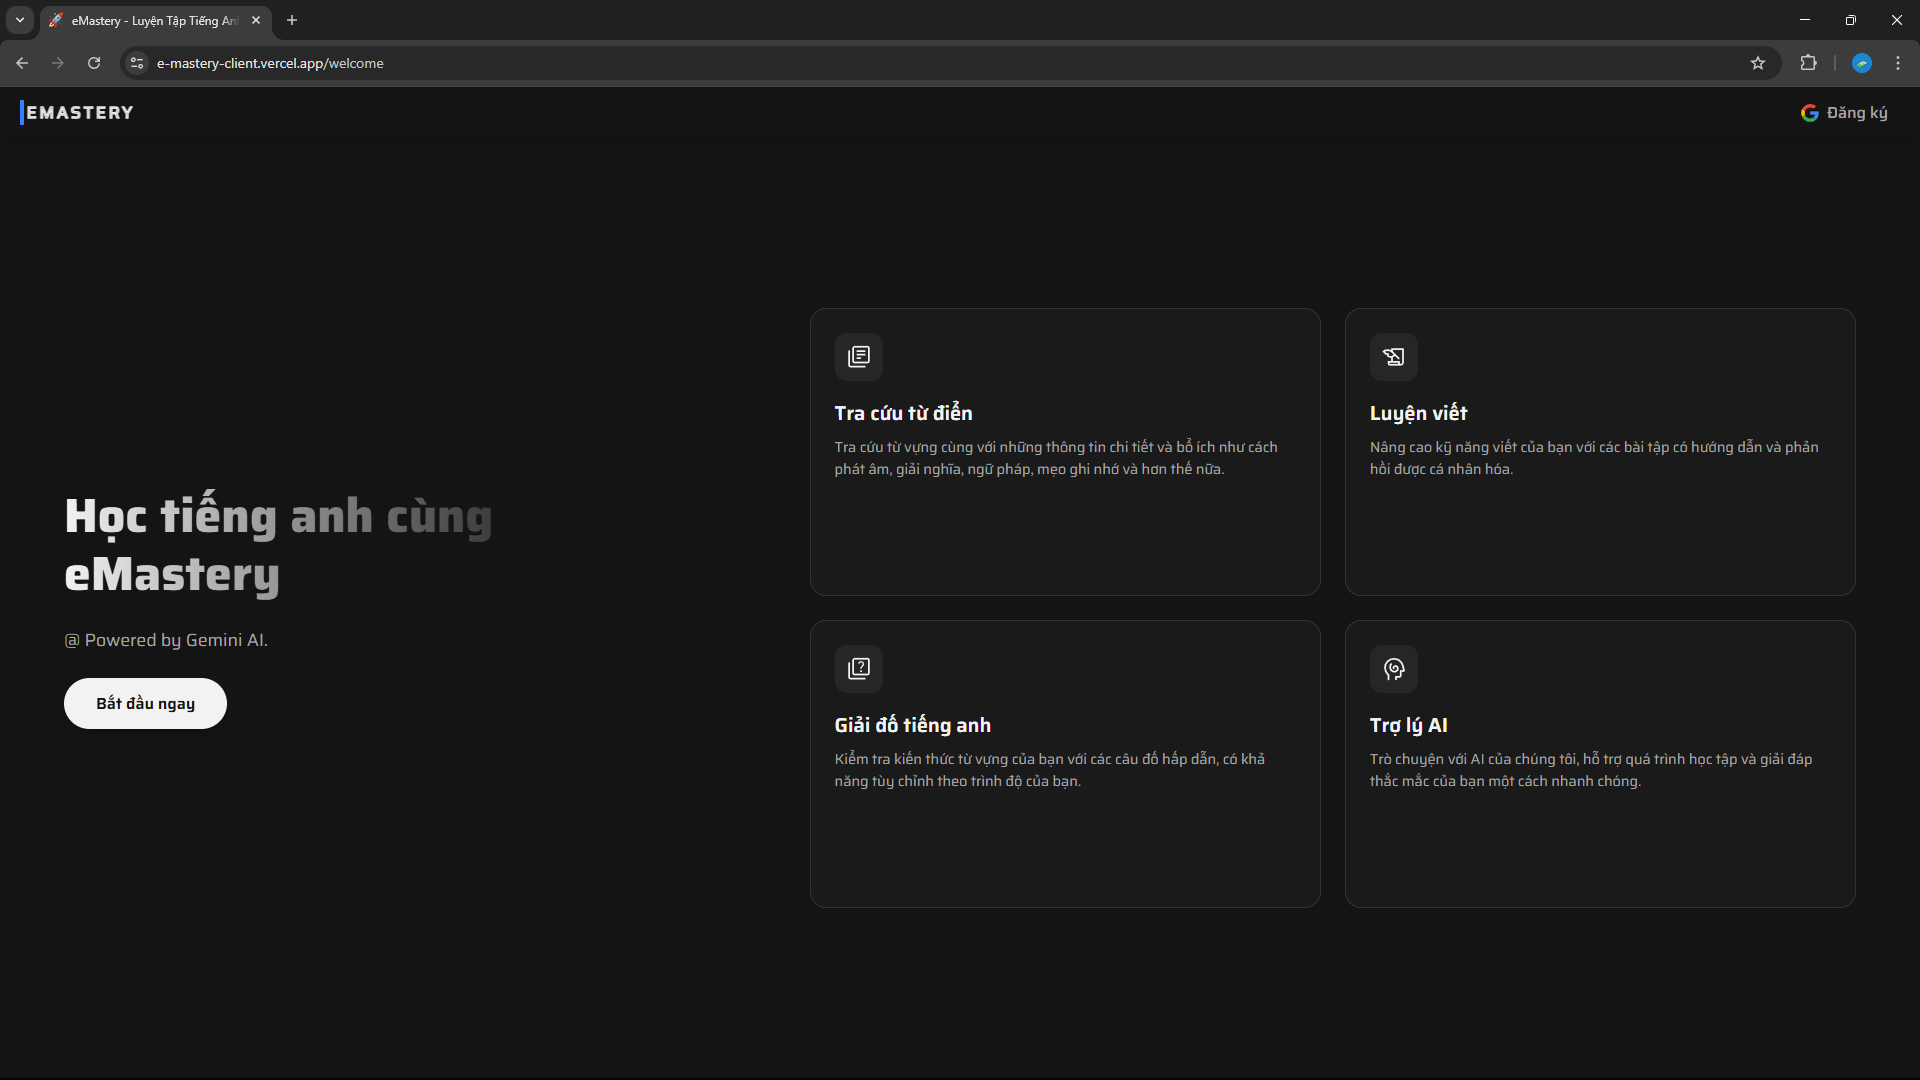 eMastery - Luyện Tập Tiếng An
e-mastery-client.vercel.app/welcome
EMASTERY
Đăng ký
Học tiếng anh cùng
eMastery
@ Powered by Gemini AI.
Bắt đầu ngay
Tra cứu từ điển
Tra cứu từ vựng cùng với những thông tin chi tiết và bổ ích như cách
phát âm, giải nghĩa, ngữ pháp, mẹo ghi nhớ và hơn thế nữa.
Luyện viết
Nâng cao kỹ năng viết của bạn với các bài tập có hướng dẫn và phản
hồi được cá nhân hóa.
Giải đố tiếng anh
Kiểm tra kiến thức từ vựng của bạn với các câu đố hấp dẫn, có khả
năng tùy chỉnh theo trình độ của bạn.
Trợ lý AI
Trò chuyện với AI của chúng tôi, hỗ trợ quá trình học tập và giải đáp
thắc mắc của bạn một cách nhanh chóng.